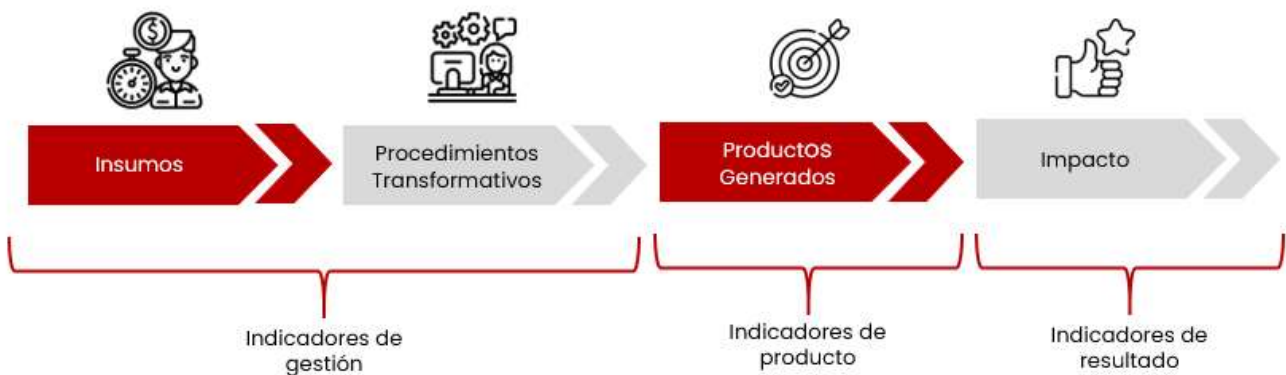 Insumos
Procedimientos
Transformativos
Productos
Generados
Impacto
Indicadores de
gestión
Indicadores de
producto
Indicadores de
resultado